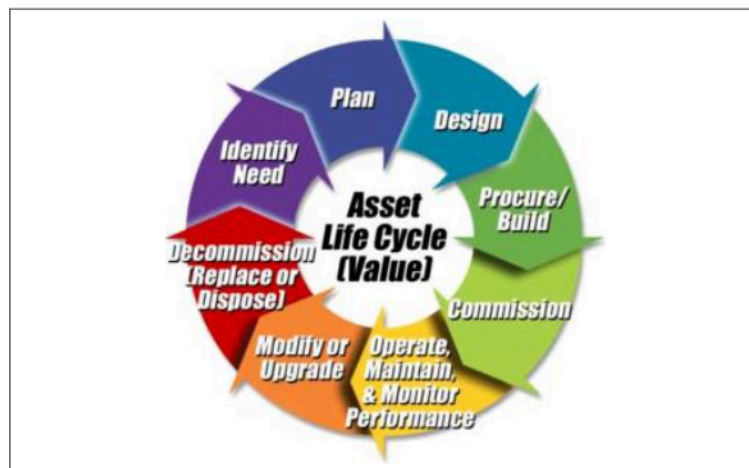 Asset
Life Cycle
(Value)
Identify
Need
Plan
Design
Procure/
Build
Commission
Operate,
Maintain,
& Monitor
Performance
Modify or
Upgrade
Decommission
(Replace or
Dispose)